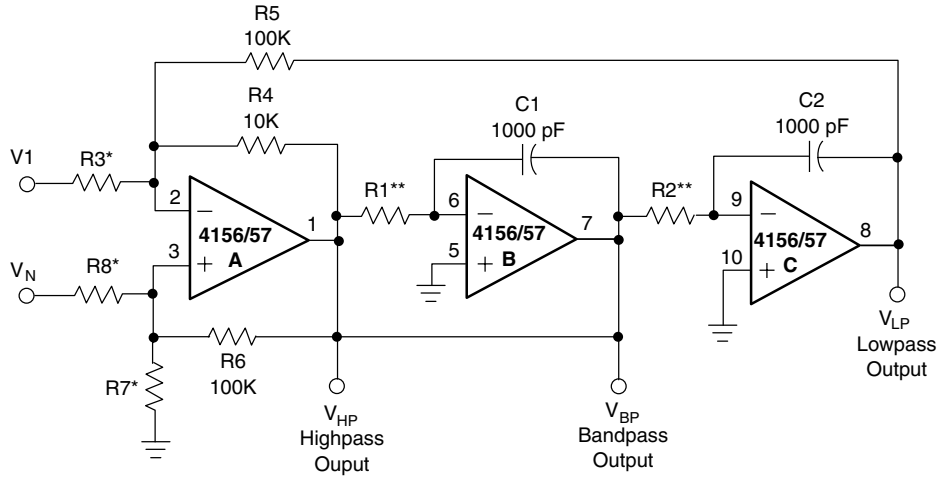 R5
100K
R4
10K
C1
1000 pF
C2
1000 pF
V1
R3*
2
−
4156/57
A
1
3
+
VN
R8*
R1**
6
−
4156/57
B
7
5
+
R2**
9
−
4156/57
C
8
10
+
R6
100K
R7*
VHP
Highpass
Ouput
VBP
Bandpass
Output
VLP
Lowpass
Output